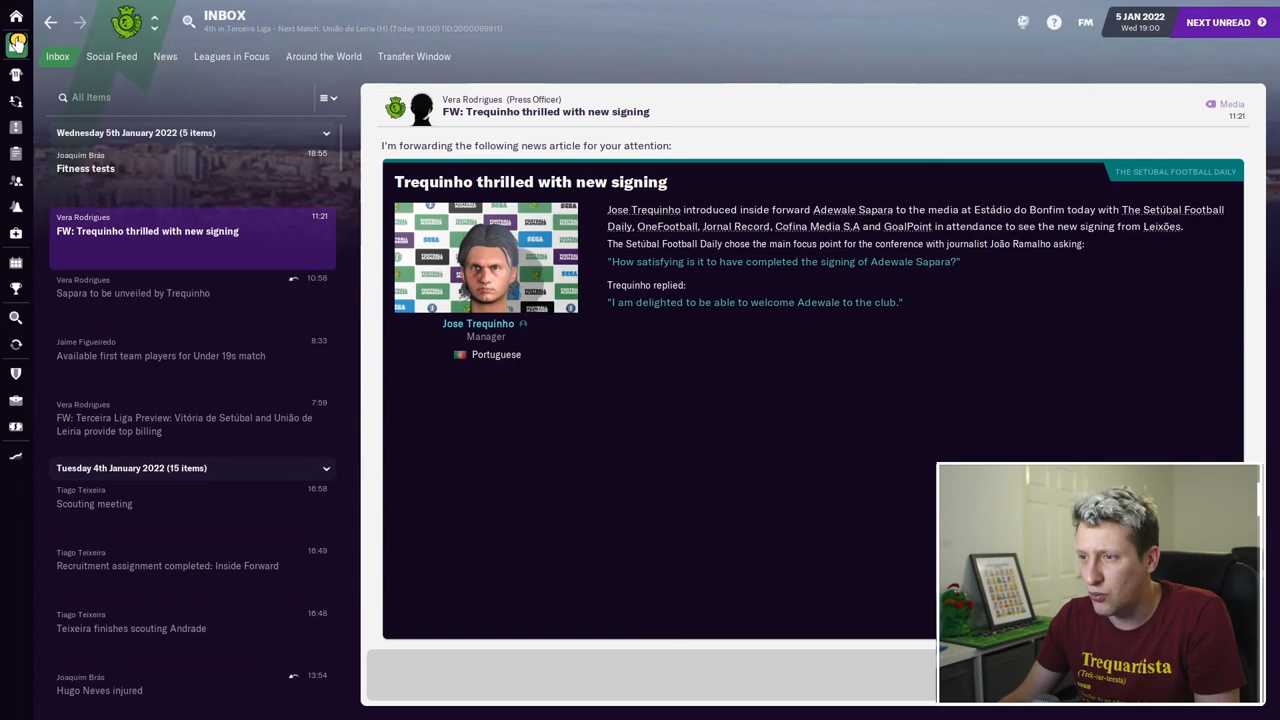 INBOX
4th in Terceira Liga - Next Match: União de Leiria (H) (Today 19:00) (ID:2000099911)
FM
5 JAN 2022
Wed 19:00
NEXT UNREAD
Inbox
Social Feed
News
Leagues in Focus
Around the World
Transfer Window
All Items
Wednesday 5th January 2022 (5 items)
Joaquim Brás
18:55
Fitness tests
Vera Rodrigues
11:21
FW: Trequinho thrilled with new signing
Vera Rodrigues
10:58
Sapara to be unveiled by Trequinho
Jaime Figueiredo
8:33
Available first team players for Under 19s match
Vera Rodrigues
7:59
FW: Terceira Liga Preview: Vitória de Setúbal and União de
Leiria provide top billing
Tuesday 4th January 2022 (15 items)
Tiago Teixeira
16:58
Scouting meeting
Tiago Teixeira
16:49
Recruitment assignment completed: Inside Forward
Tiago Teixeira
16:48
Teixeira finishes scouting Andrade
Joaquim Brás
13:54
Hugo Neves injured
Vera Rodrigues (Press Officer)
FW: Trequinho thrilled with new signing
Media
11:21
I'm forwarding the following news article for your attention:
THE SETÚBAL FOOTBALL DAILY
Trequinho thrilled with new signing
Jose Trequinho introduced inside forward Adewale Sapara to the media at Estádio do Bonfim today with The Setúbal Football
Daily, OneFootball, Jornal Record, Cofina Media S.A and GoalPoint in attendance to see the new signing from Leixões.
The Setúbal Football Daily chose the main focus point for the conference with journalist João Ramalho asking:
"How satisfying is it to have completed the signing of Adewale Sapara?"
Trequinho replied:
"I am delighted to be able to welcome Adewale to the club."
SEGA
Jose Trequinho
Manager
Portuguese
Trequartista
(Trek-war-teesta)
noun